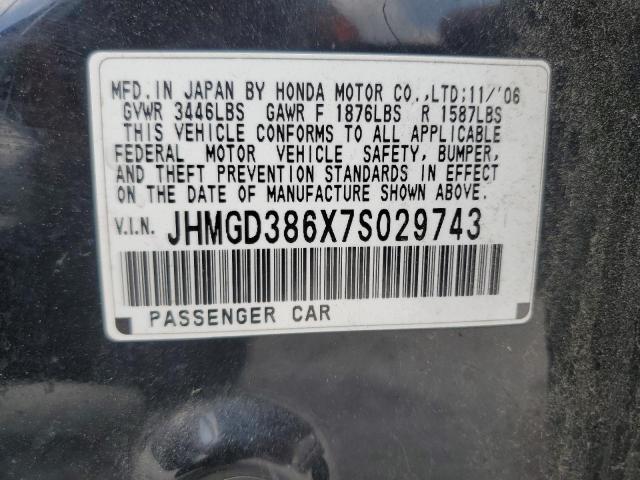 MFD.IN JAPAN BY HONDA MOTOR CO.,LTD;11/'06
GVWR 3446LBS GAWR F 1876LBS R 1587LBS
THIS VEHICLE CONFORMS TO ALL APPLICABLE
FEDERAL MOTOR VEHICLE SAFETY, BUMPER,
AND THEFT PREVENTION STANDARDS IN EFFECT
ON THE DATE OF MANUFACTURE SHOWN ABOVE.
V.I.N. JHMGD386X7S029743
PASSENGER CAR